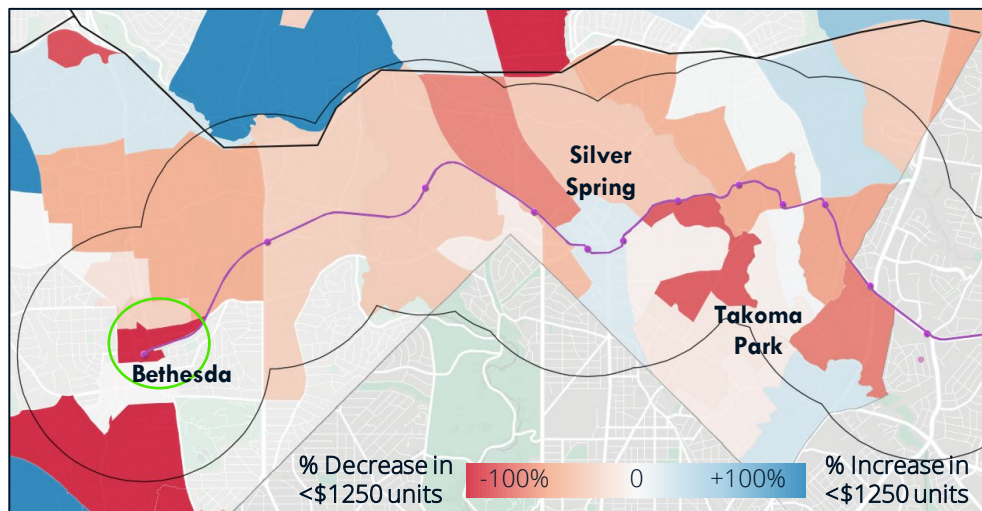 Silver
Spring
Takoma
Park
Bethesda
% Decrease in
<$1250 units
-100%
0
+100%
% Increase in
<$1250 units